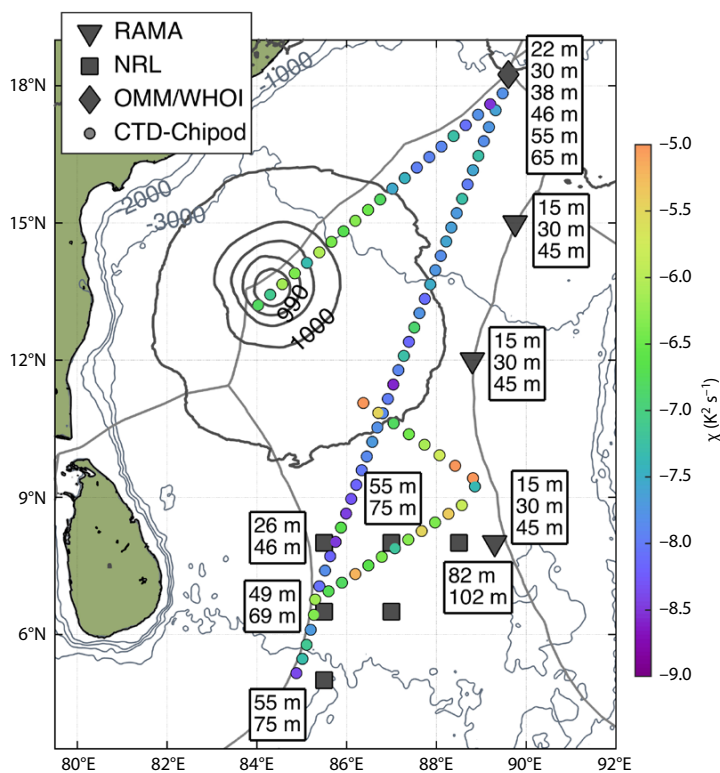 RAMA
NRL
OMM/WHOI
CTD-Chipod
-1000
2000
-3000
990
1000
22 m
30 m
38 m
46 m
55 m
65 m
15 m
30 m
45 m
15 m
30 m
45 m
15 m
30 m
45 m
55 m
75 m
26 m
46 m
82 m
102 m
49 m
69 m
55 m
75 m
18°N
15°N
12°N
9°N
6°N
80°E
82°E
84°E
86°E
88°E
90°E
92°E
−5.0
−5.5
−6.0
−6.5
−7.0
−7.5
−8.0
−8.5
−9.0
χ (K² s⁻¹)